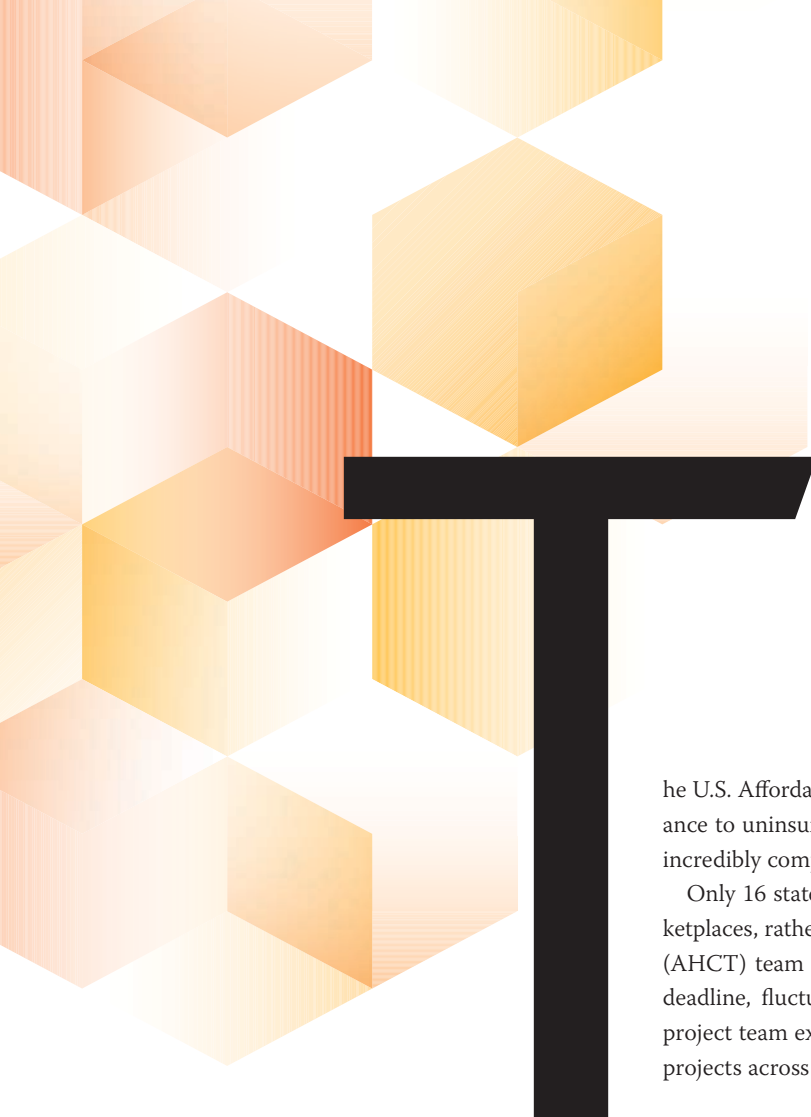 T
he U.S. Afforda
ance to uninsu
incredibly com
Only 16 state
ketplaces, rathe
(AHCT) team
deadline, fluctu
project team ex
projects across